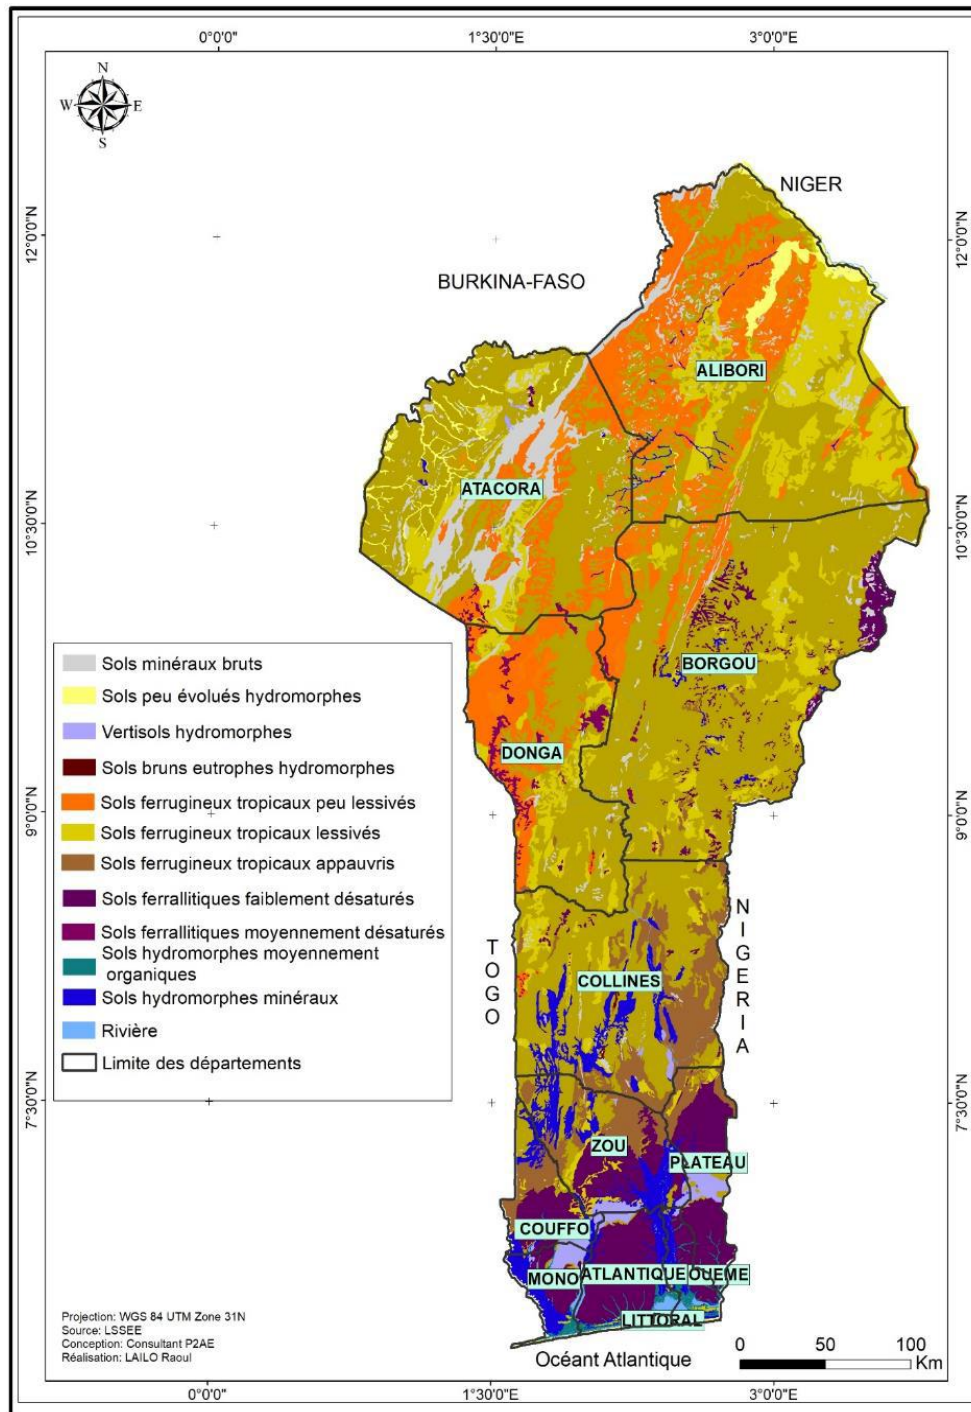 0°0'0"
1°30'0"E
3°0'0"E
N
W
E
S
NIGER
12°0'0"N
12°0'0"N
BURKINA-FASO
ALIBORI
ATACORA
10°30'0"N
10°30'0"N
BORGOU
DONGA
Sols minéraux bruts
Sols peu évolués hydromorphes
Vertisols hydromorphes
Sols bruns eutrophes hydromorphes
Sols ferrugineux tropicaux peu lessivés
Sols ferrugineux tropicaux lessivés
Sols ferrugineux tropicaux appauvris
Sols ferrallitiques faiblement désaturés
Sols ferrallitiques moyennement désaturés
Sols hydromorphes moyennement
organiques
Sols hydromorphes minéraux
Rivière
Limite des départements
9°0'0"N
9°0'0"N
TOGO
NIGERIA
COLLINES
7°30'0"N
7°30'0"N
ZOU
PLATEAU
COUFFO
MONO
ATLANTIQUE
OUEME
LITTORAL
Projection: WGS 84 UTM Zone 31N
Source: LSSEE
Conception: Consultant P2AE
Réalisation: LAILO Raoul
Océant Atlantique
0 50 100
Km
0°0'0"
1°30'0"E
3°0'0"E